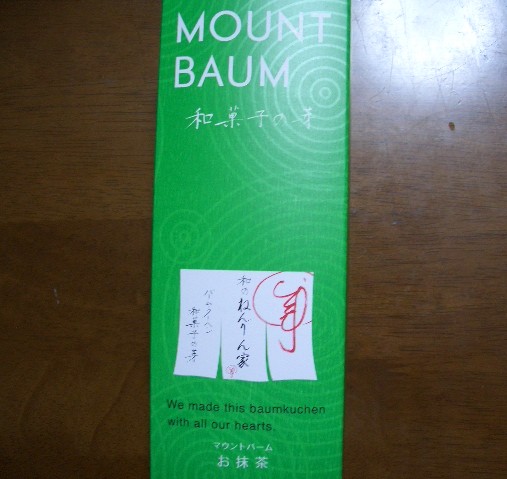 MOUNT
BAUM
和菓子の芽
芽
和の ねんりん家
バームクーヘン
和菓子の芽
We made this baumkuchen
with all our hearts.
マウントバーム
お抹茶